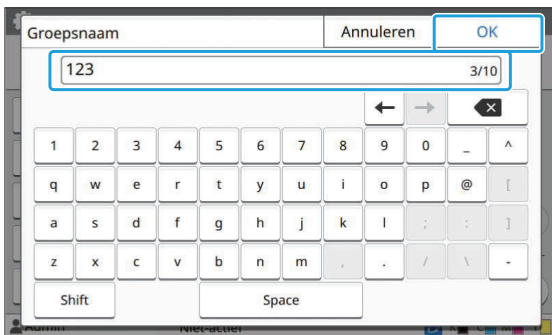 Groepsnaam Annuleren OK
123 3/10
1 2 3 4 5 6 7 8 9 0 _ ^
q w e r t y u i o p @ [
a s d f g h j k l ; : ]
z x c v b n m , . / \ -
Shift Space
Admin Niet-actief